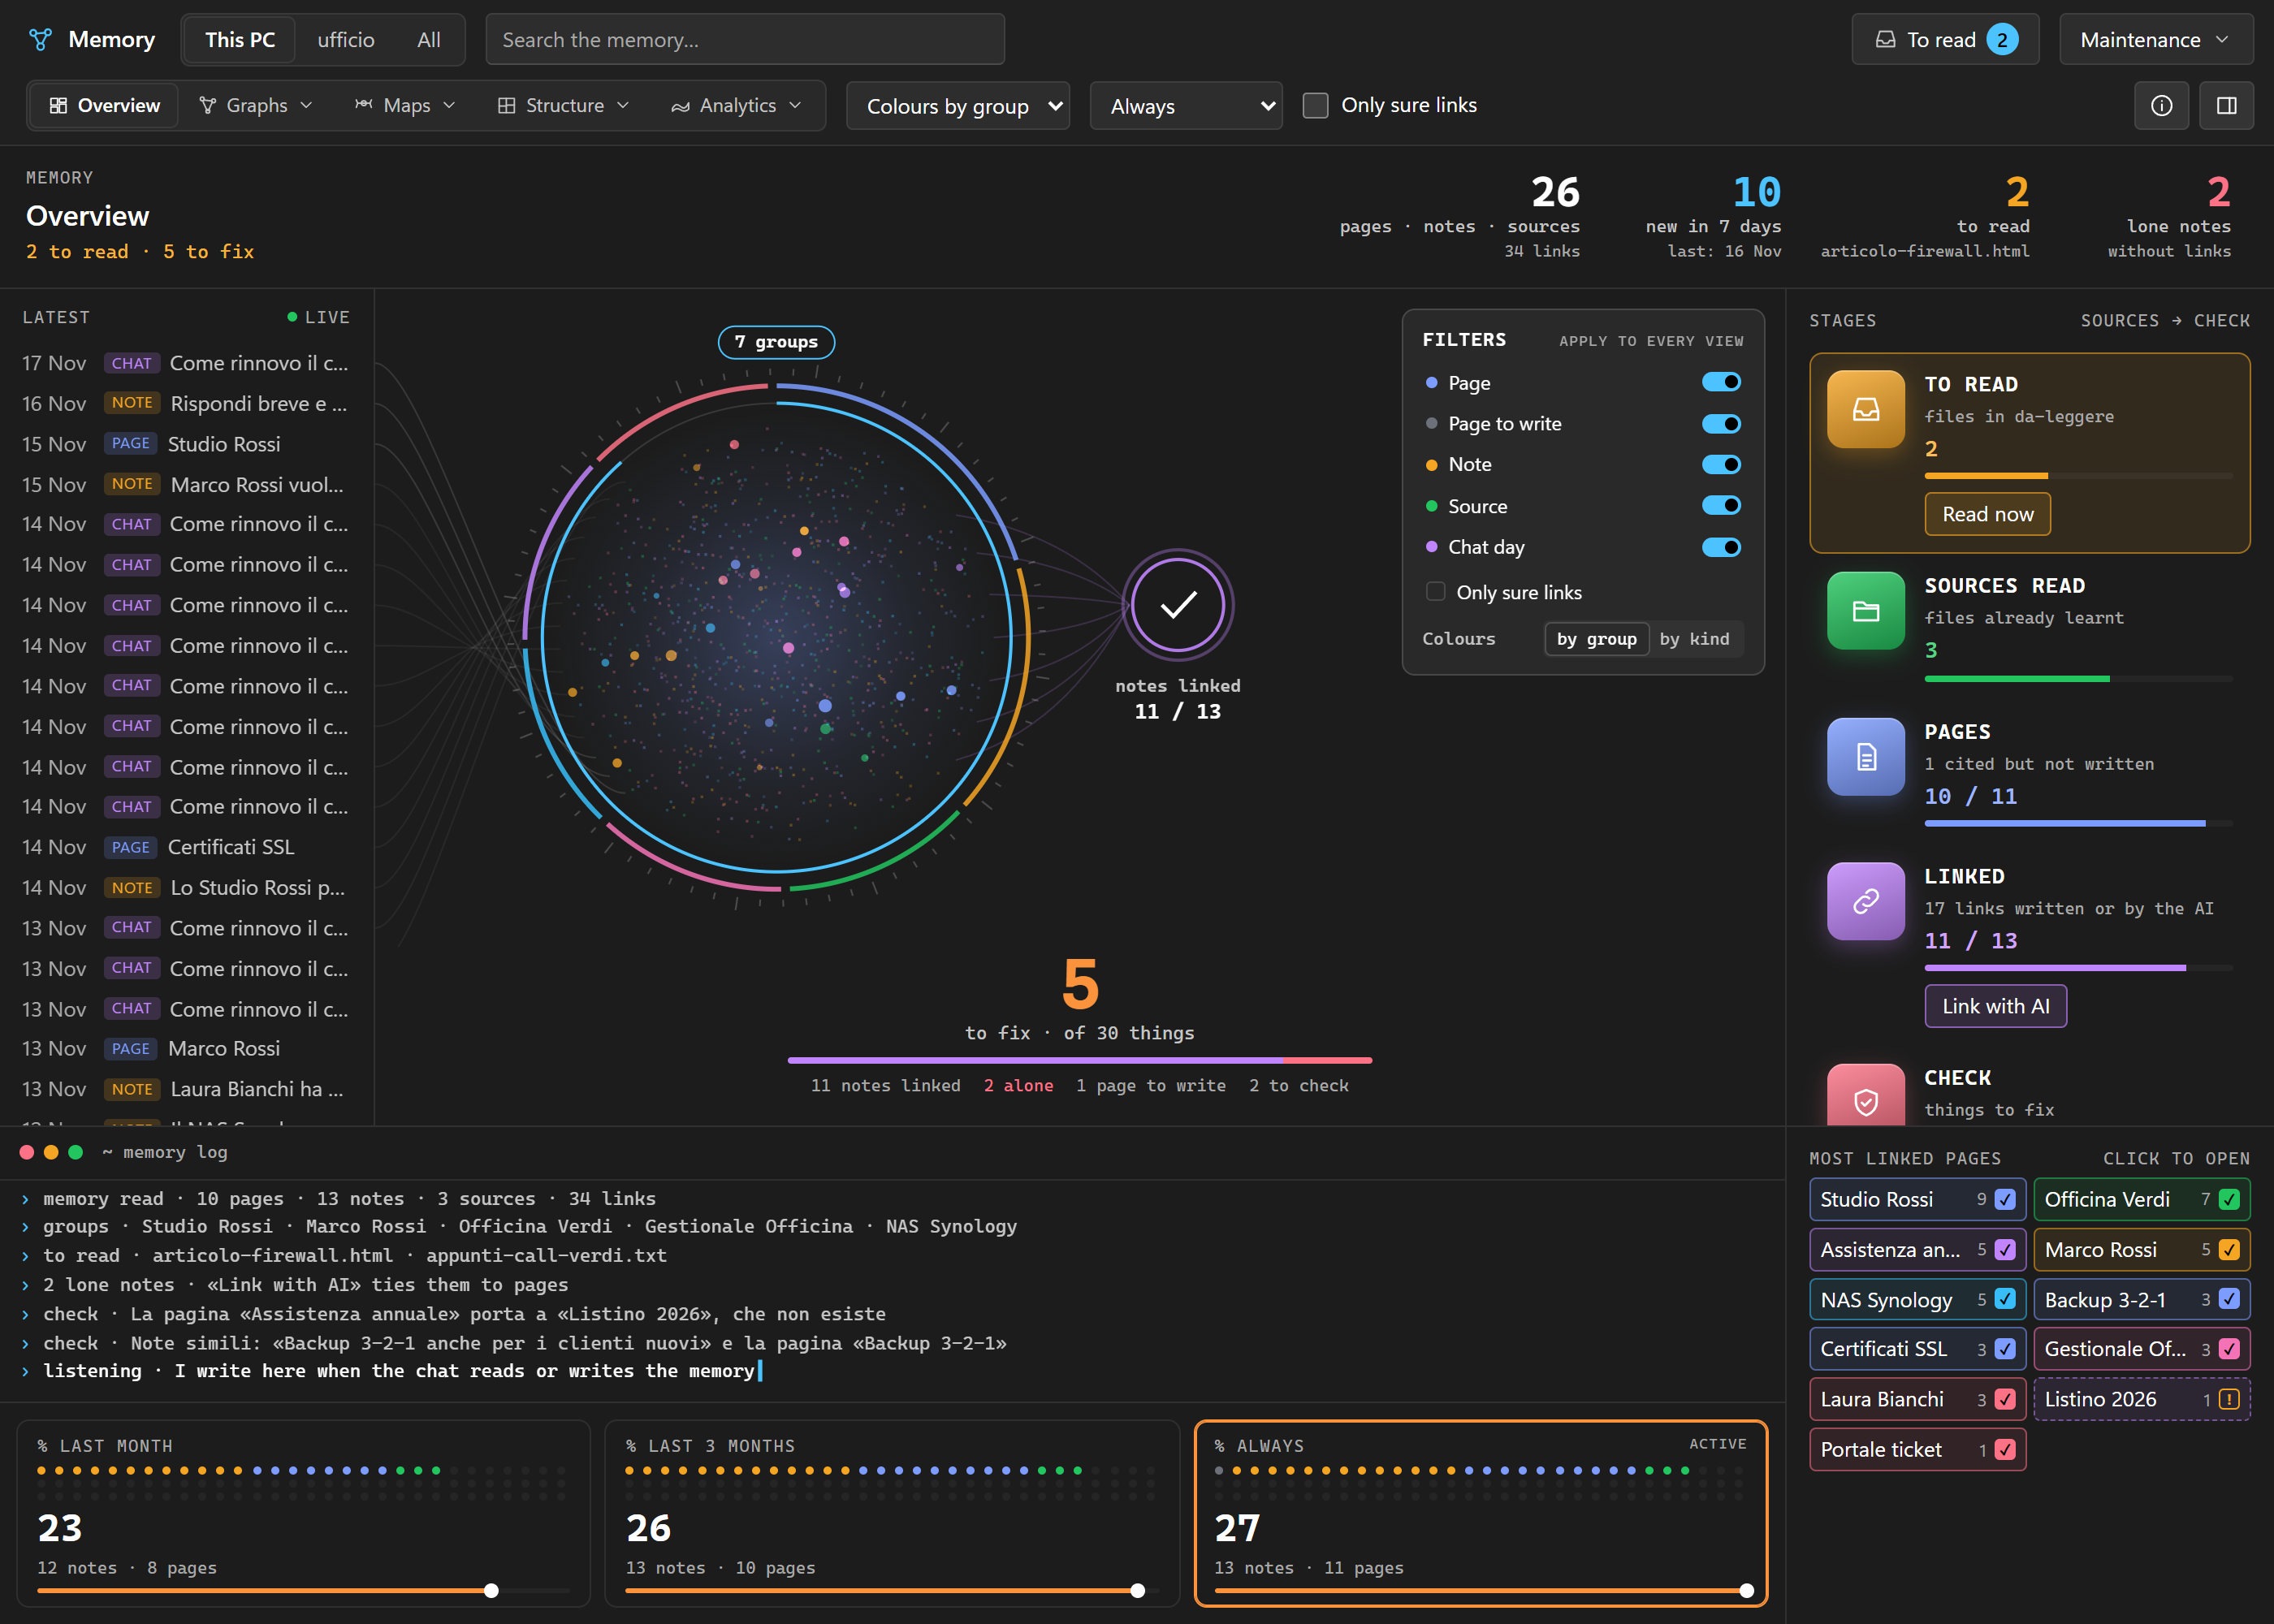 Memory
This PC ufficio All
Search the memory...
To read 2
Maintenance
Overview Graphs Maps Structure Analytics
Colours by group
Always
Only sure links
MEMORY
Overview
2 to read · 5 to fix
26
pages · notes · sources
34 links
10
new in 7 days
last: 16 Nov
2
to read
articolo-firewall.html
2
lone notes
without links
LATEST LIVE
17 Nov CHAT Come rinnovo il c...
16 Nov NOTE Rispondi breve e ...
15 Nov PAGE Studio Rossi
15 Nov NOTE Marco Rossi vuol...
14 Nov CHAT Come rinnovo il c...
14 Nov CHAT Come rinnovo il c...
14 Nov CHAT Come rinnovo il c...
14 Nov CHAT Come rinnovo il c...
14 Nov CHAT Come rinnovo il c...
14 Nov CHAT Come rinnovo il c...
14 Nov CHAT Come rinnovo il c...
14 Nov CHAT Come rinnovo il c...
14 Nov PAGE Certificati SSL
14 Nov NOTE Lo Studio Rossi p...
13 Nov CHAT Come rinnovo il c...
13 Nov CHAT Come rinnovo il c...
13 Nov CHAT Come rinnovo il c...
13 Nov PAGE Marco Rossi
13 Nov NOTE Laura Bianchi ha ...
7 groups
notes linked
11 / 13
FILTERS APPLY TO EVERY VIEW
Page
Page to write
Note
Source
Chat day
Only sure links
Colours by group by kind
5
to fix · of 30 things
11 notes linked 2 alone 1 page to write 2 to check
STAGES SOURCES → CHECK
TO READ
files in da-leggere
2
Read now
SOURCES READ
files already learnt
3
PAGES
1 cited but not written
10 / 11
LINKED
17 links written or by the AI
11 / 13
Link with AI
CHECK
things to fix
~ memory log
› memory read · 10 pages · 13 notes · 3 sources · 34 links
› groups · Studio Rossi · Marco Rossi · Officina Verdi · Gestionale Officina · NAS Synology
› to read · articolo-firewall.html · appunti-call-verdi.txt
› 2 lone notes · «Link with AI» ties them to pages
› check · La pagina «Assistenza annuale» porta a «Listino 2026», che non esiste
› check · Note simili: «Backup 3-2-1 anche per i clienti nuovi» e la pagina «Backup 3-2-1»
› listening · I write here when the chat reads or writes the memory
% LAST MONTH
23
12 notes · 8 pages
% LAST 3 MONTHS
26
13 notes · 10 pages
% ALWAYS ACTIVE
27
13 notes · 11 pages
MOST LINKED PAGES CLICK TO OPEN
Studio Rossi 9
Officina Verdi 7
Assistenza an... 5
Marco Rossi 5
NAS Synology 5
Backup 3-2-1 3
Certificati SSL 3
Gestionale Of... 3
Laura Bianchi 3
Listino 2026 1
Portale ticket 1